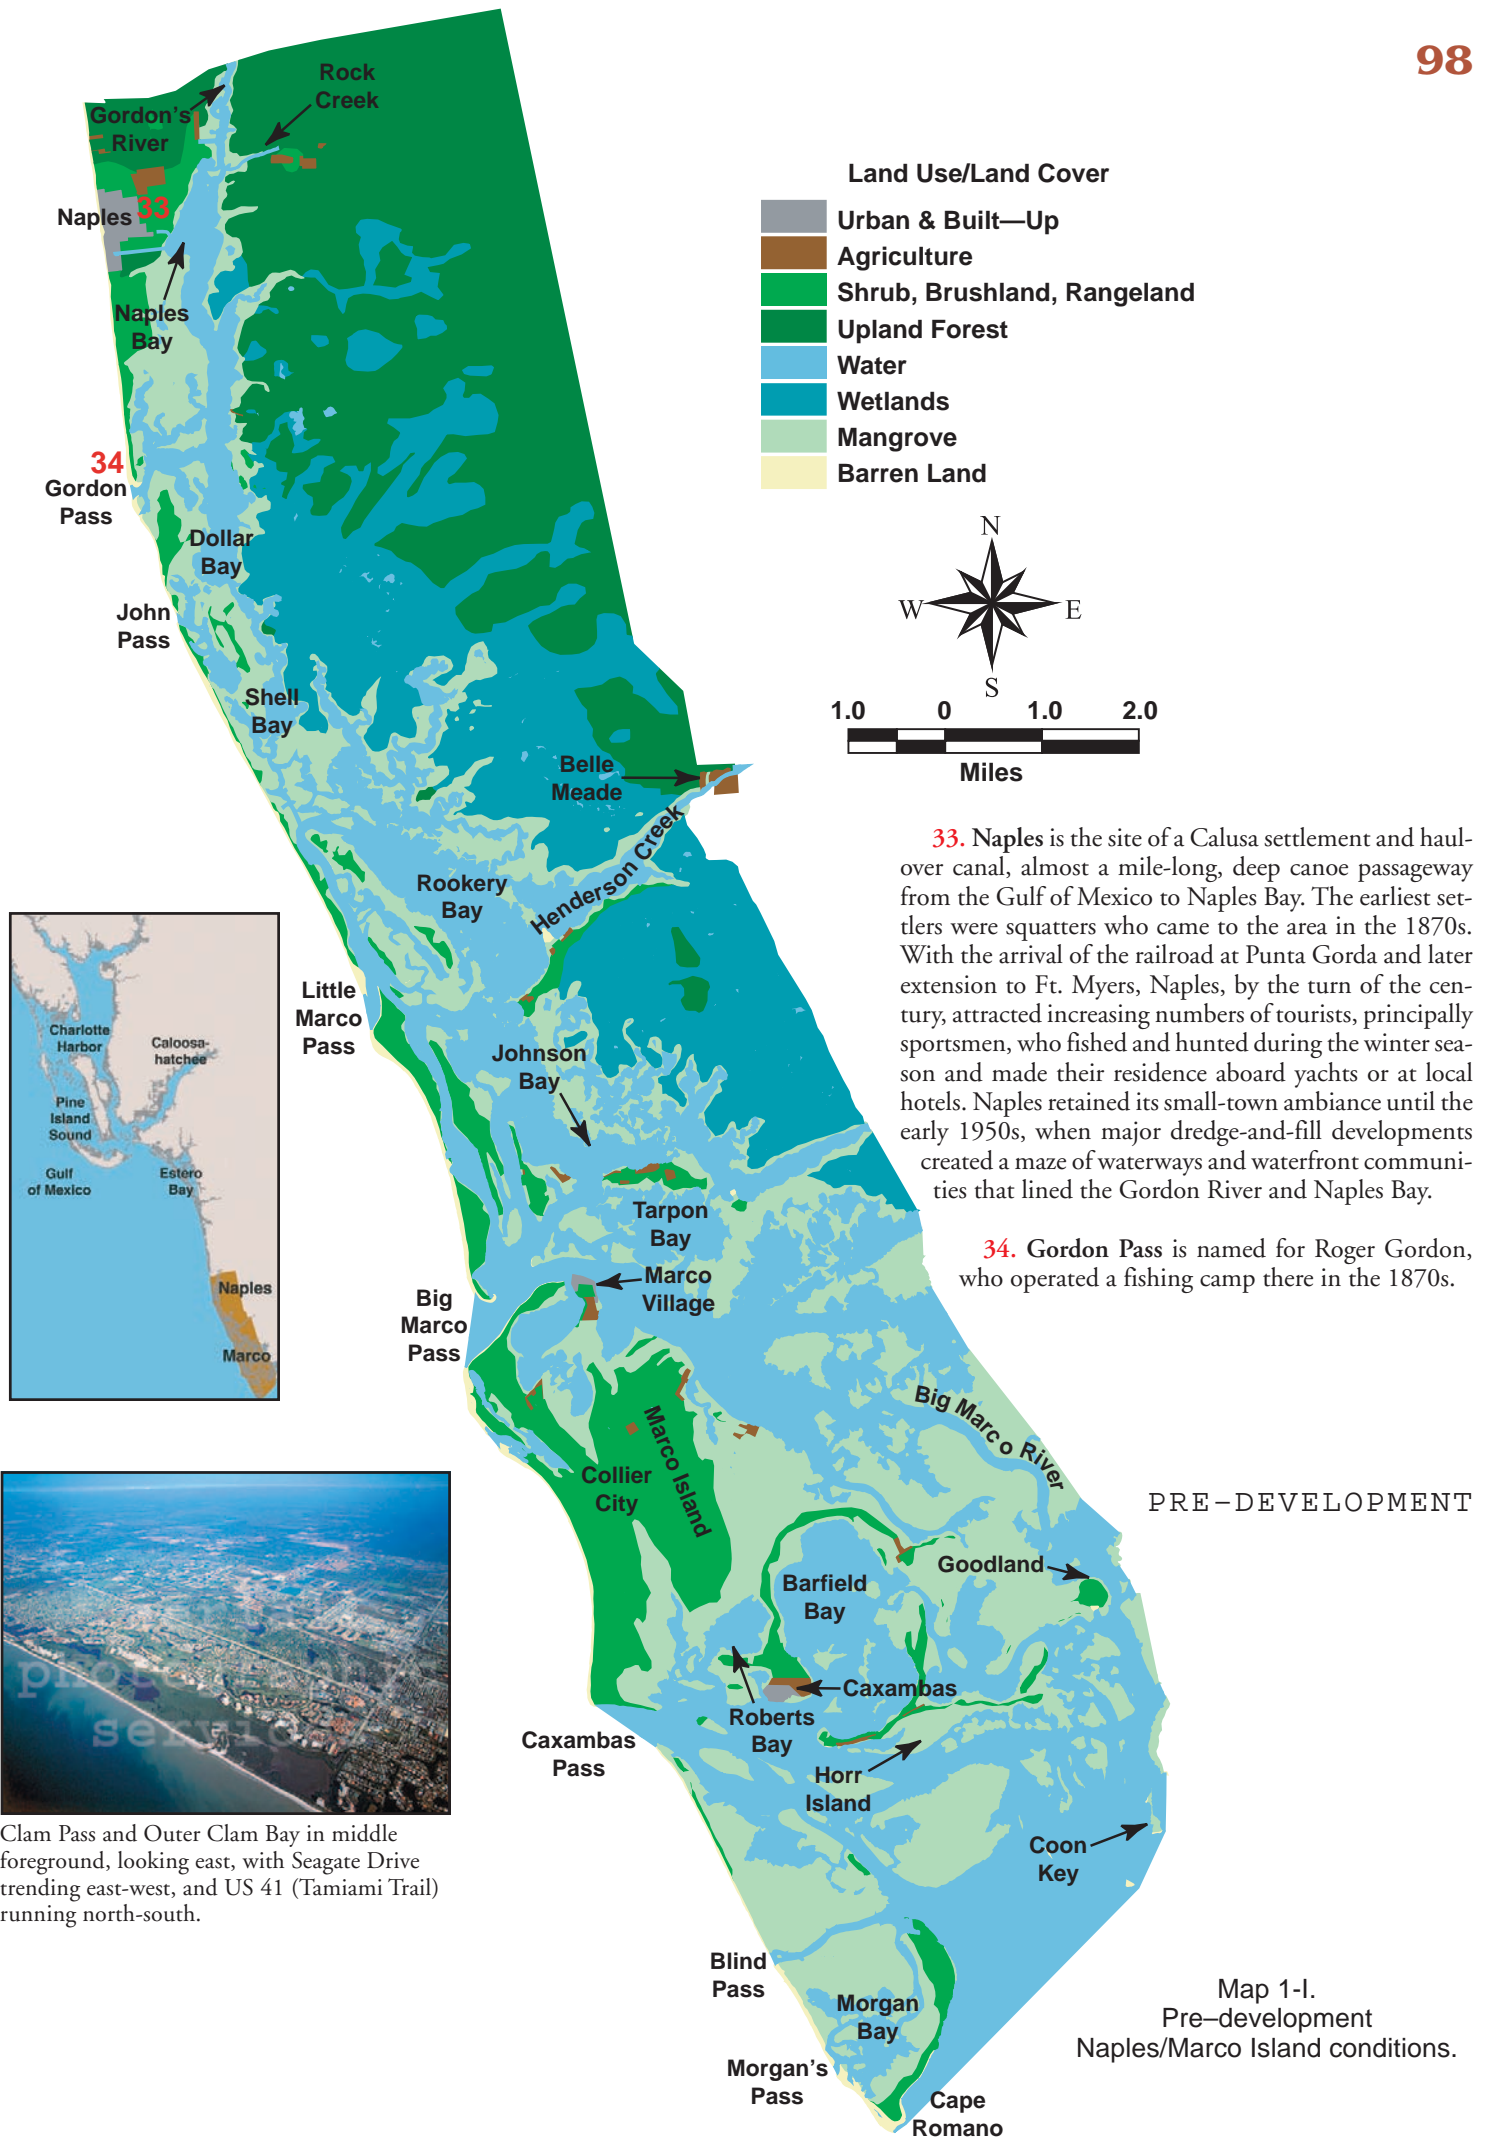 98
Rock
Creek
Gordon's
River
Naples 33
Naples
Bay
34
Gordon
Pass
Dollar
Bay
John
Pass
Shell
Bay
Belle
Meade
Henderson Creek
Rookery
Bay
Little
Marco
Pass
Johnson
Bay
Tarpon
Bay
Marco
Village
Big
Marco
Pass
Big Marco River
Marco Island
Collier
City
Goodland
Barfield
Bay
Caxambas
Roberts
Bay
Caxambas
Pass
Horr
Island
Coon
Key
Blind
Pass
Morgan
Bay
Morgan's
Pass
Cape
Romano
Land Use/Land Cover
Urban & Built—Up
Agriculture
Shrub, Brushland, Rangeland
Upland Forest
Water
Wetlands
Mangrove
Barren Land
N
W
E
S
1.0 0 1.0 2.0
Miles
33. Naples is the site of a Calusa settlement and haul-
over canal, almost a mile-long, deep canoe passageway
from the Gulf of Mexico to Naples Bay. The earliest set-
tlers were squatters who came to the area in the 1870s.
With the arrival of the railroad at Punta Gorda and later
extension to Ft. Myers, Naples, by the turn of the cen-
tury, attracted increasing numbers of tourists, principally
sportsmen, who fished and hunted during the winter sea-
son and made their residence aboard yachts or at local
hotels. Naples retained its small-town ambiance until the
early 1950s, when major dredge-and-fill developments
created a maze of waterways and waterfront communi-
ties that lined the Gordon River and Naples Bay.
34. Gordon Pass is named for Roger Gordon,
who operated a fishing camp there in the 1870s.
PRE-DEVELOPMENT
Charlotte
Harbor
Caloosa-
hatchee
Pine
Island
Sound
Gulf
of Mexico
Estero
Bay
Naples
Marco
Clam Pass and Outer Clam Bay in middle
foreground, looking east, with Seagate Drive
trending east-west, and US 41 (Tamiami Trail)
running north-south.
Map 1-I.
Pre–development
Naples/Marco Island conditions.